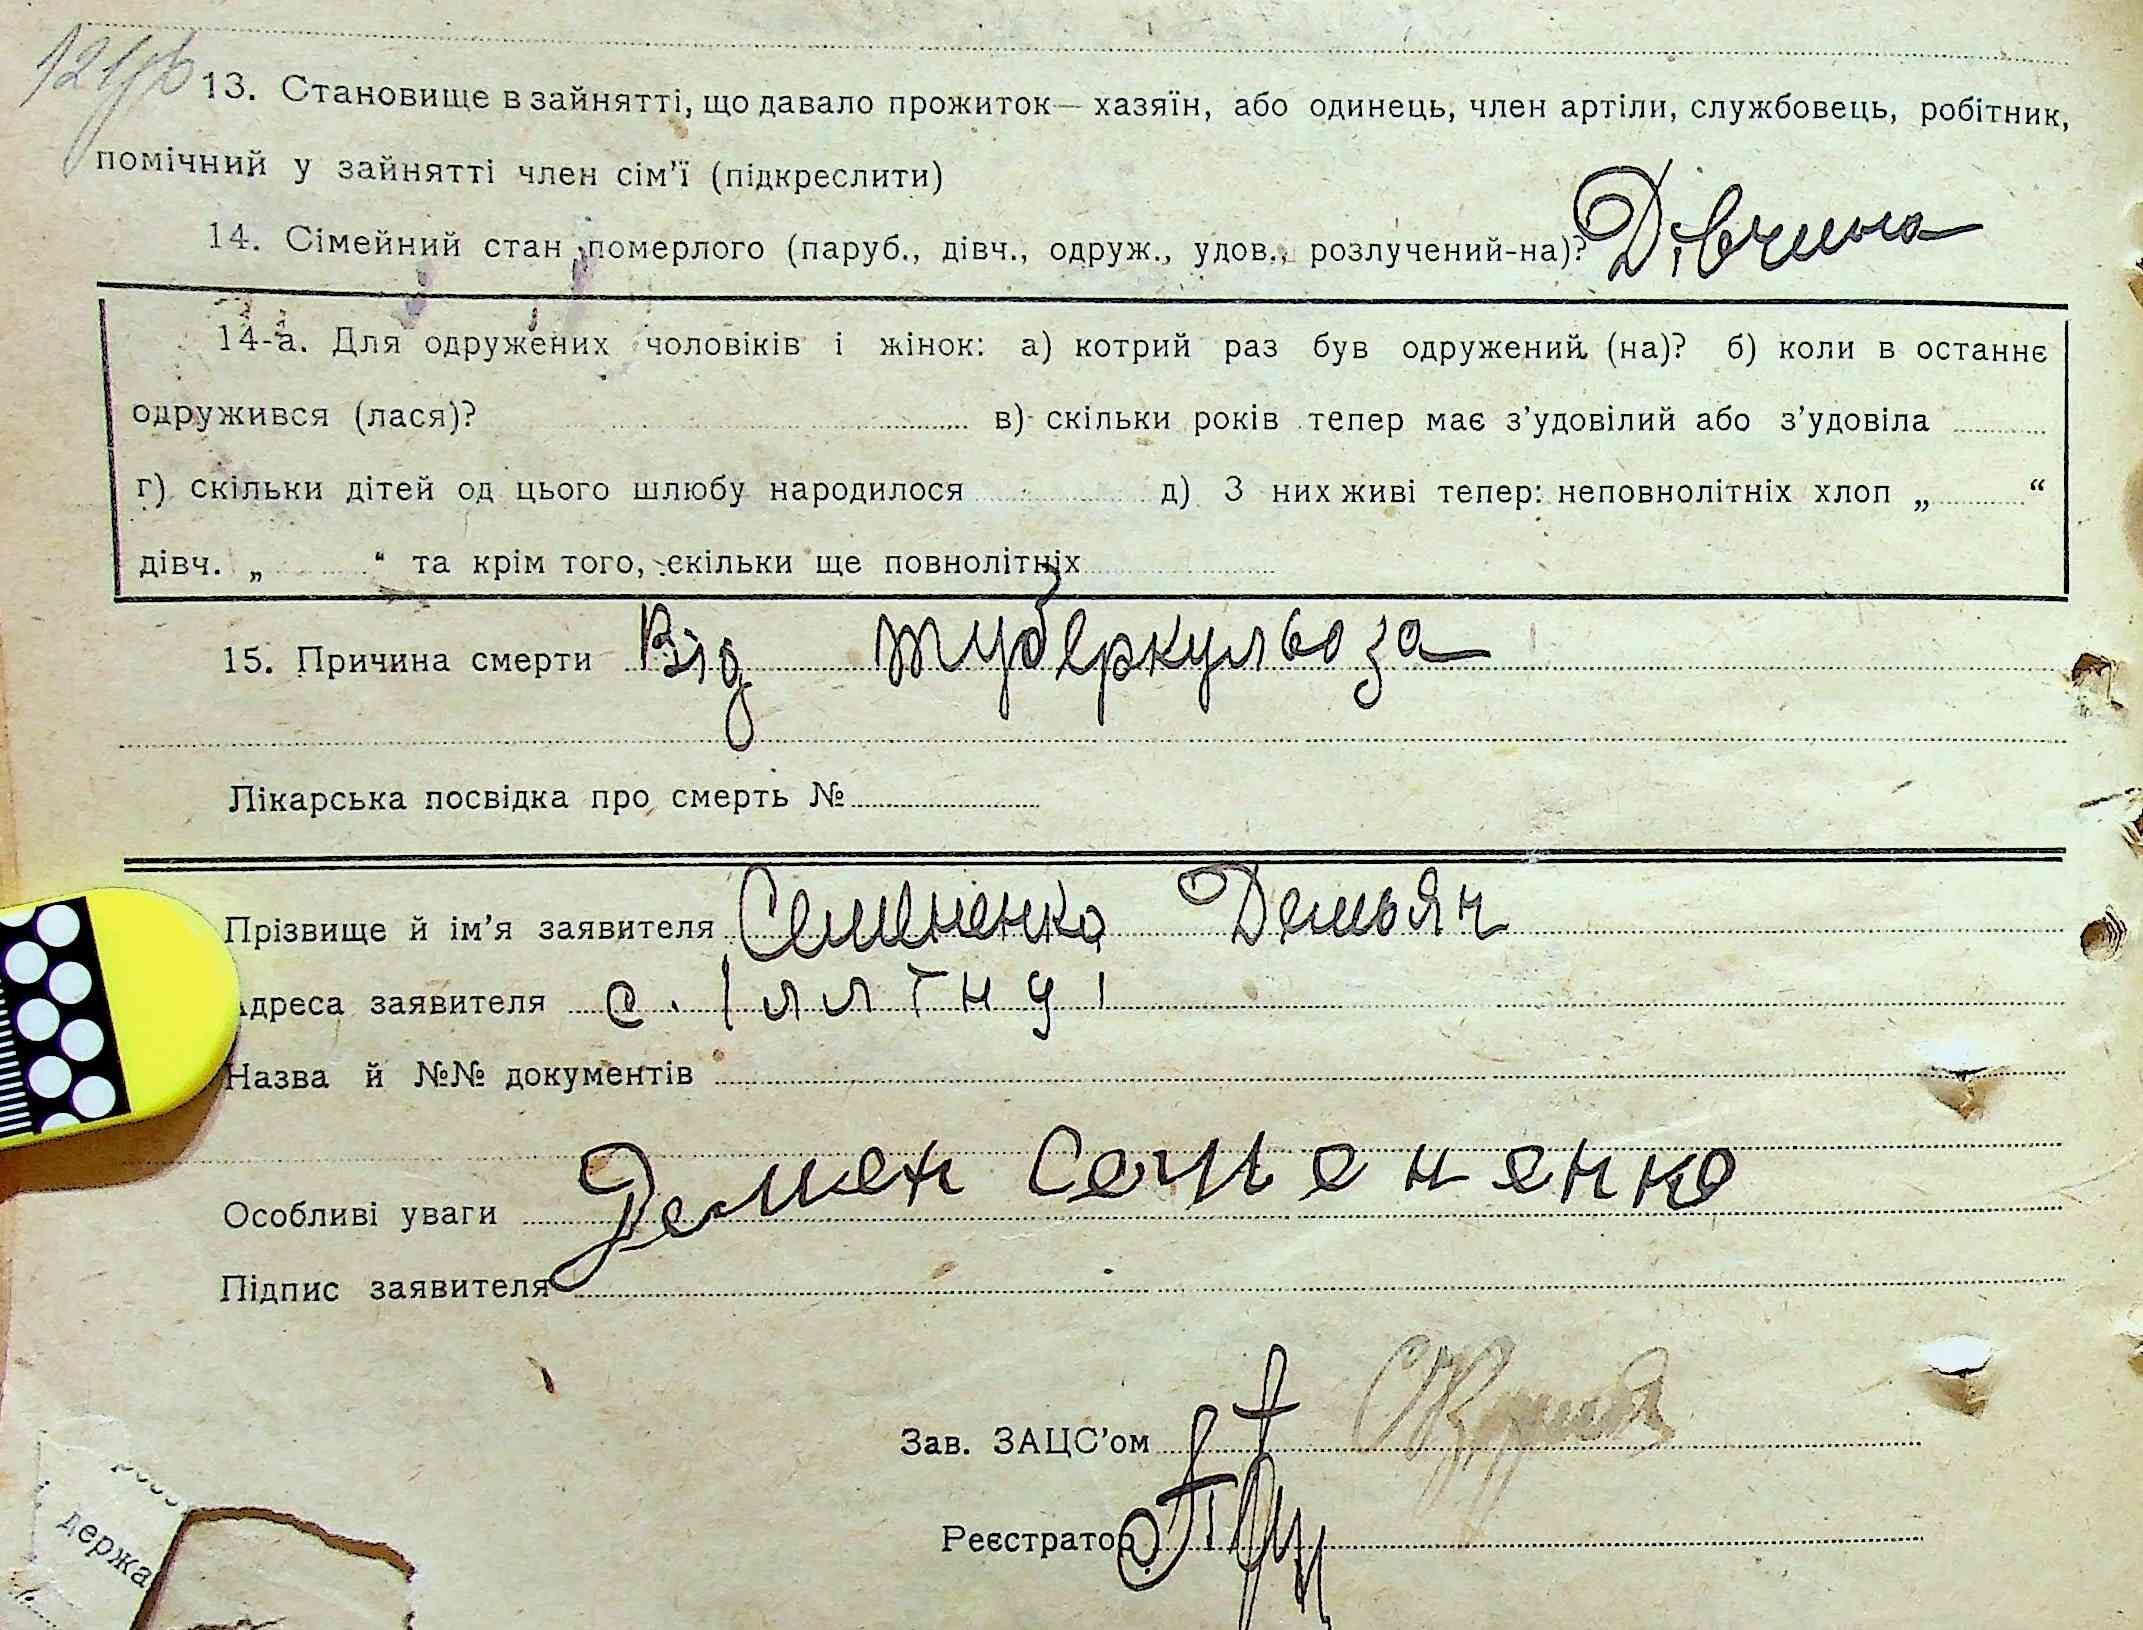 13. Становище в зайнятті, що давало прожиток — хазяїн, або одинець, член артіли, службовець, робітник,
помічний у зайнятті член сім'ї (підкреслити)
14. Сімейний стан померлого (паруб., дівч., одруж., удов., розлучений-на)? Дівчина
14-а. Для одружених чоловіків і жінок: а) котрий раз був одружений (на)? б) коли в останнє
одружився (лася)? в) скільки років тепер має з'удовілий або з'удовіла
г) скільки дітей од цього шлюбу народилося д) З них живі тепер: неповнолітніх хлоп „ “
дівч. „ “ та крім того, скільки ще повнолітніх
15. Причина смерти Від туберкульоза
Лікарська посвідка про смерть №
Прізвище й ім'я заявителя Семененко Демьян
Адреса заявителя с.
Назва й №№ документів
Демен Семененко
Особливі уваги
Підпис заявителя
Зав. ЗАЦС'ом
Реєстратор
держа